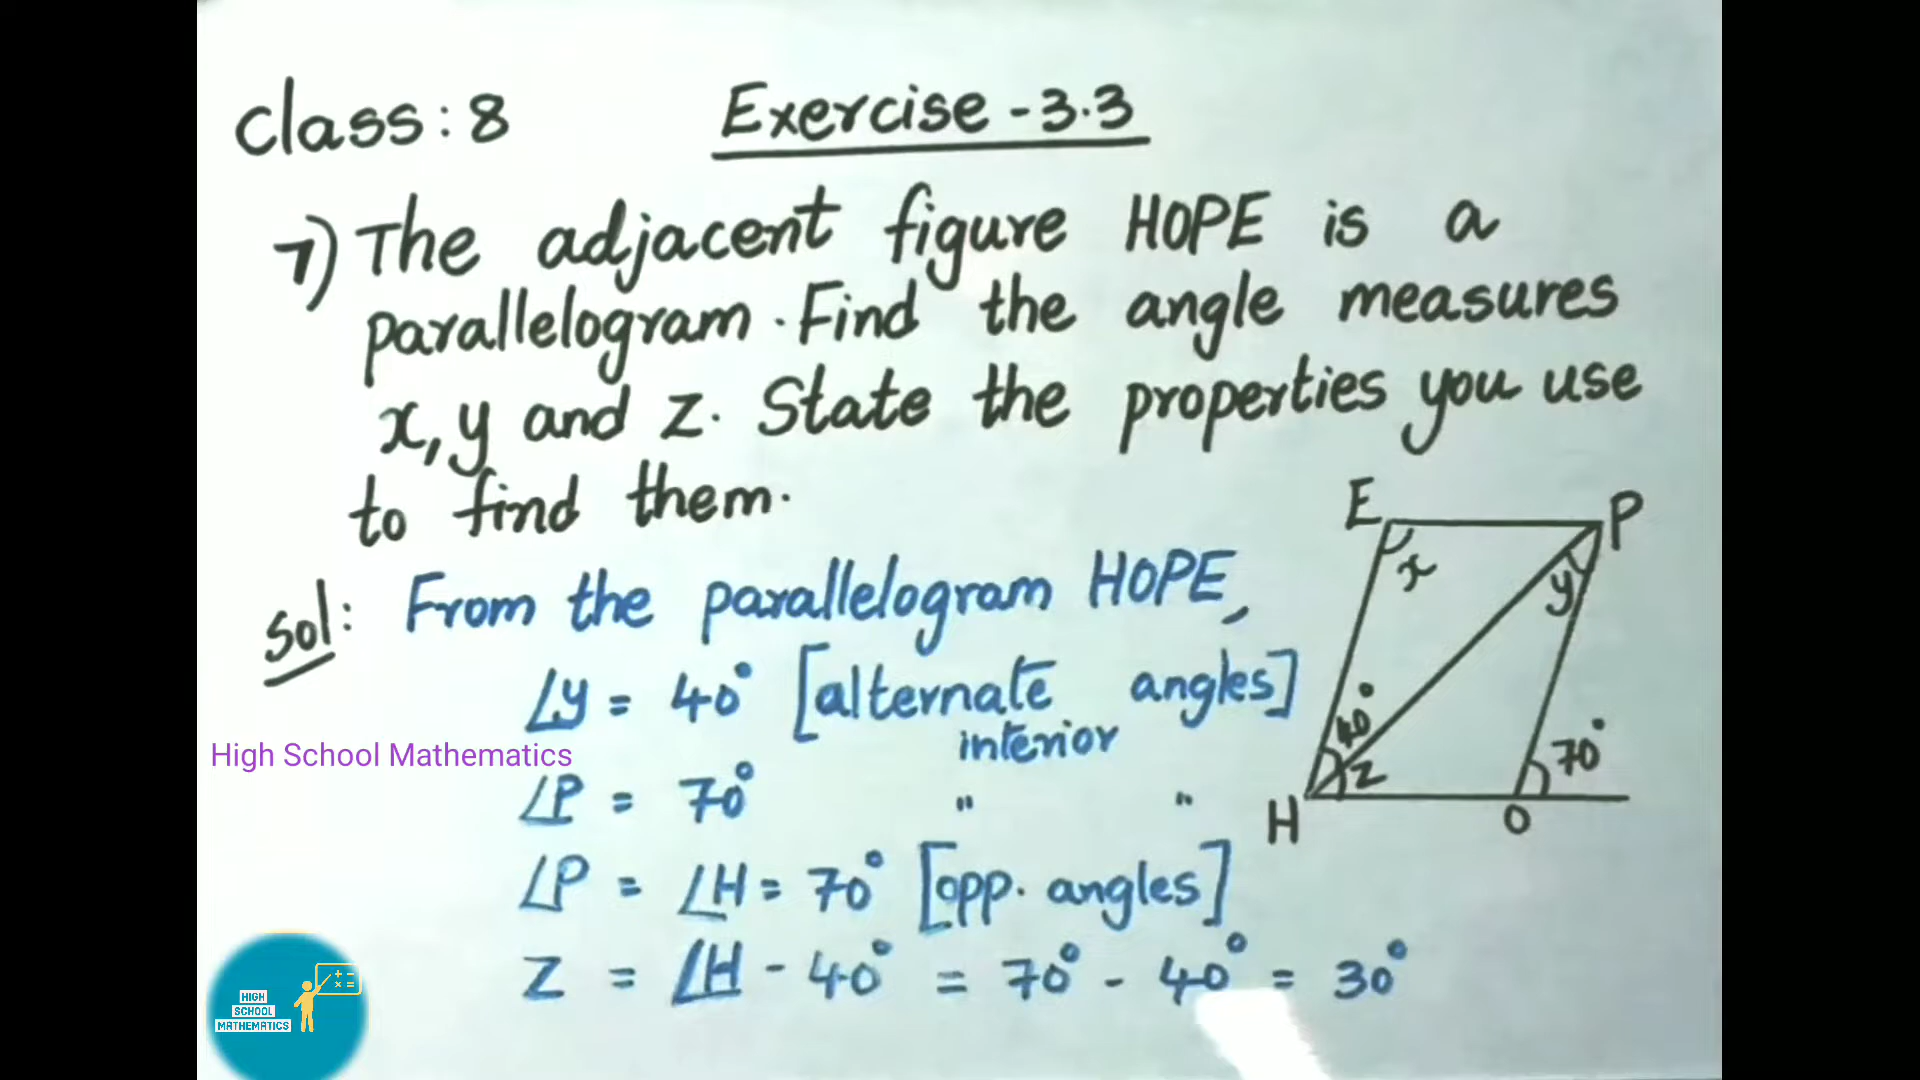 Class: 8
Exercise - 3.3
7) The adjacent figure HOPE is a
parallelogram. Find the angle measures
x, y and z. State the properties you use
to find them.
Sol: From the parallelogram HOPE,
∠y = 40° [alternate angles]
interior
∠P = 70° " "
∠P = ∠H = 70° [opp. angles]
Z = ∠H - 40° = 70° - 40° = 30°
E
P
x
y
40°
z
70°
H
O
High School Mathematics
HIGH
SCHOOL
MATHEMATICS
+ -
× =